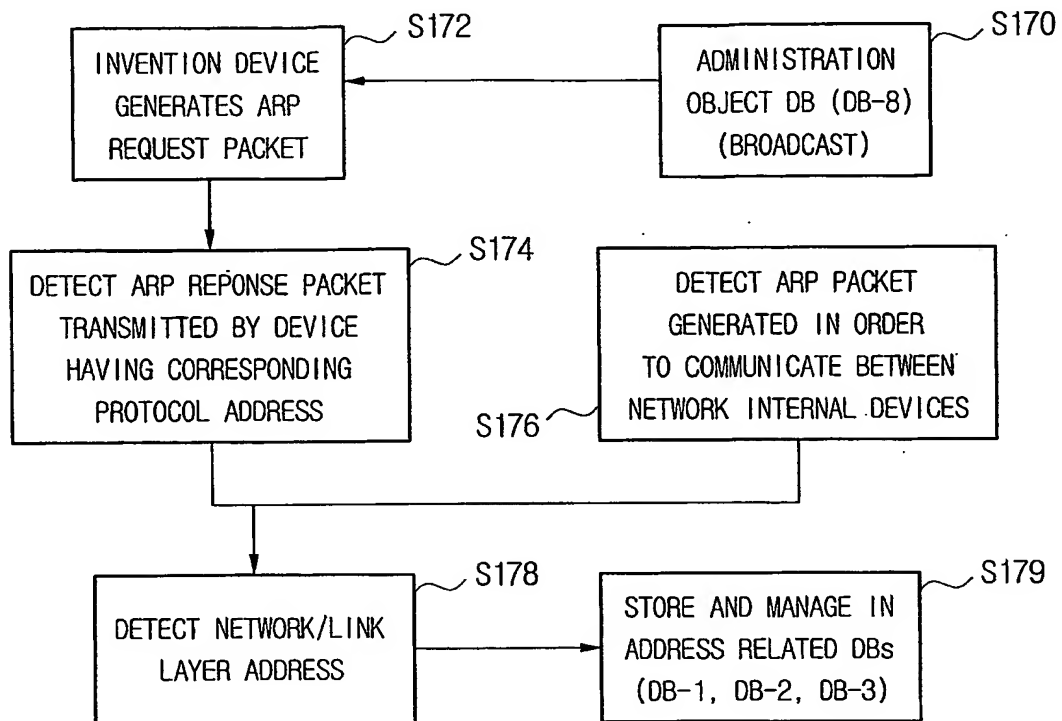 S172
INVENTION DEVICE
GENERATES ARP
REQUEST PACKET
S170
ADMINISTRATION
OBJECT DB (DB-8)
(BROADCAST)
S174
DETECT ARP REPONSE PACKET
TRANSMITTED BY DEVICE
HAVING CORRESPONDING
PROTOCOL ADDRESS
S176
DETECT ARP PACKET
GENERATED IN ORDER
TO COMMUNICATE BETWEEN
NETWORK INTERNAL DEVICES
S178
DETECT NETWORK/LINK
LAYER ADDRESS
S179
STORE AND MANAGE IN
ADDRESS RELATED DBs
(DB-1, DB-2, DB-3)